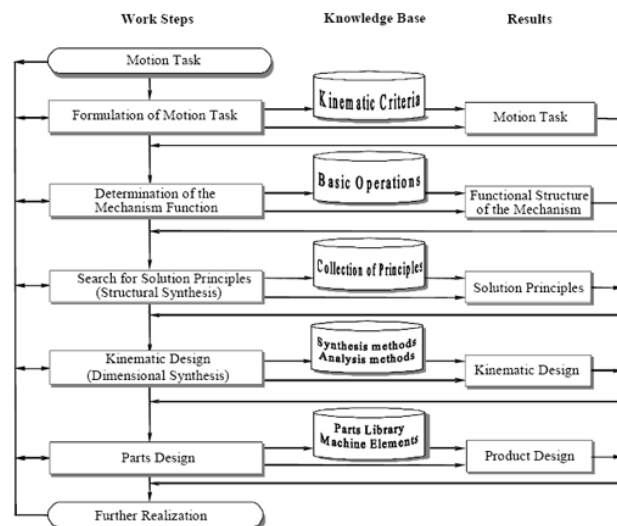 Work Steps
Knowledge Base
Results
Motion Task
Formulation of Motion Task
Kinematic Criteria
Motion Task
Determination of the
Mechanism Function
Basic Operations
Functional Structure
of the Mechanism
Search for Solution Principles
(Structural Synthesis)
Collection of Principles
Solution Principles
Kinematic Design
(Dimensional Synthesis)
Synthesis methods
Analysis methods
Kinematic Design
Parts Design
Parts Library
Machine Elements
Product Design
Further Realization